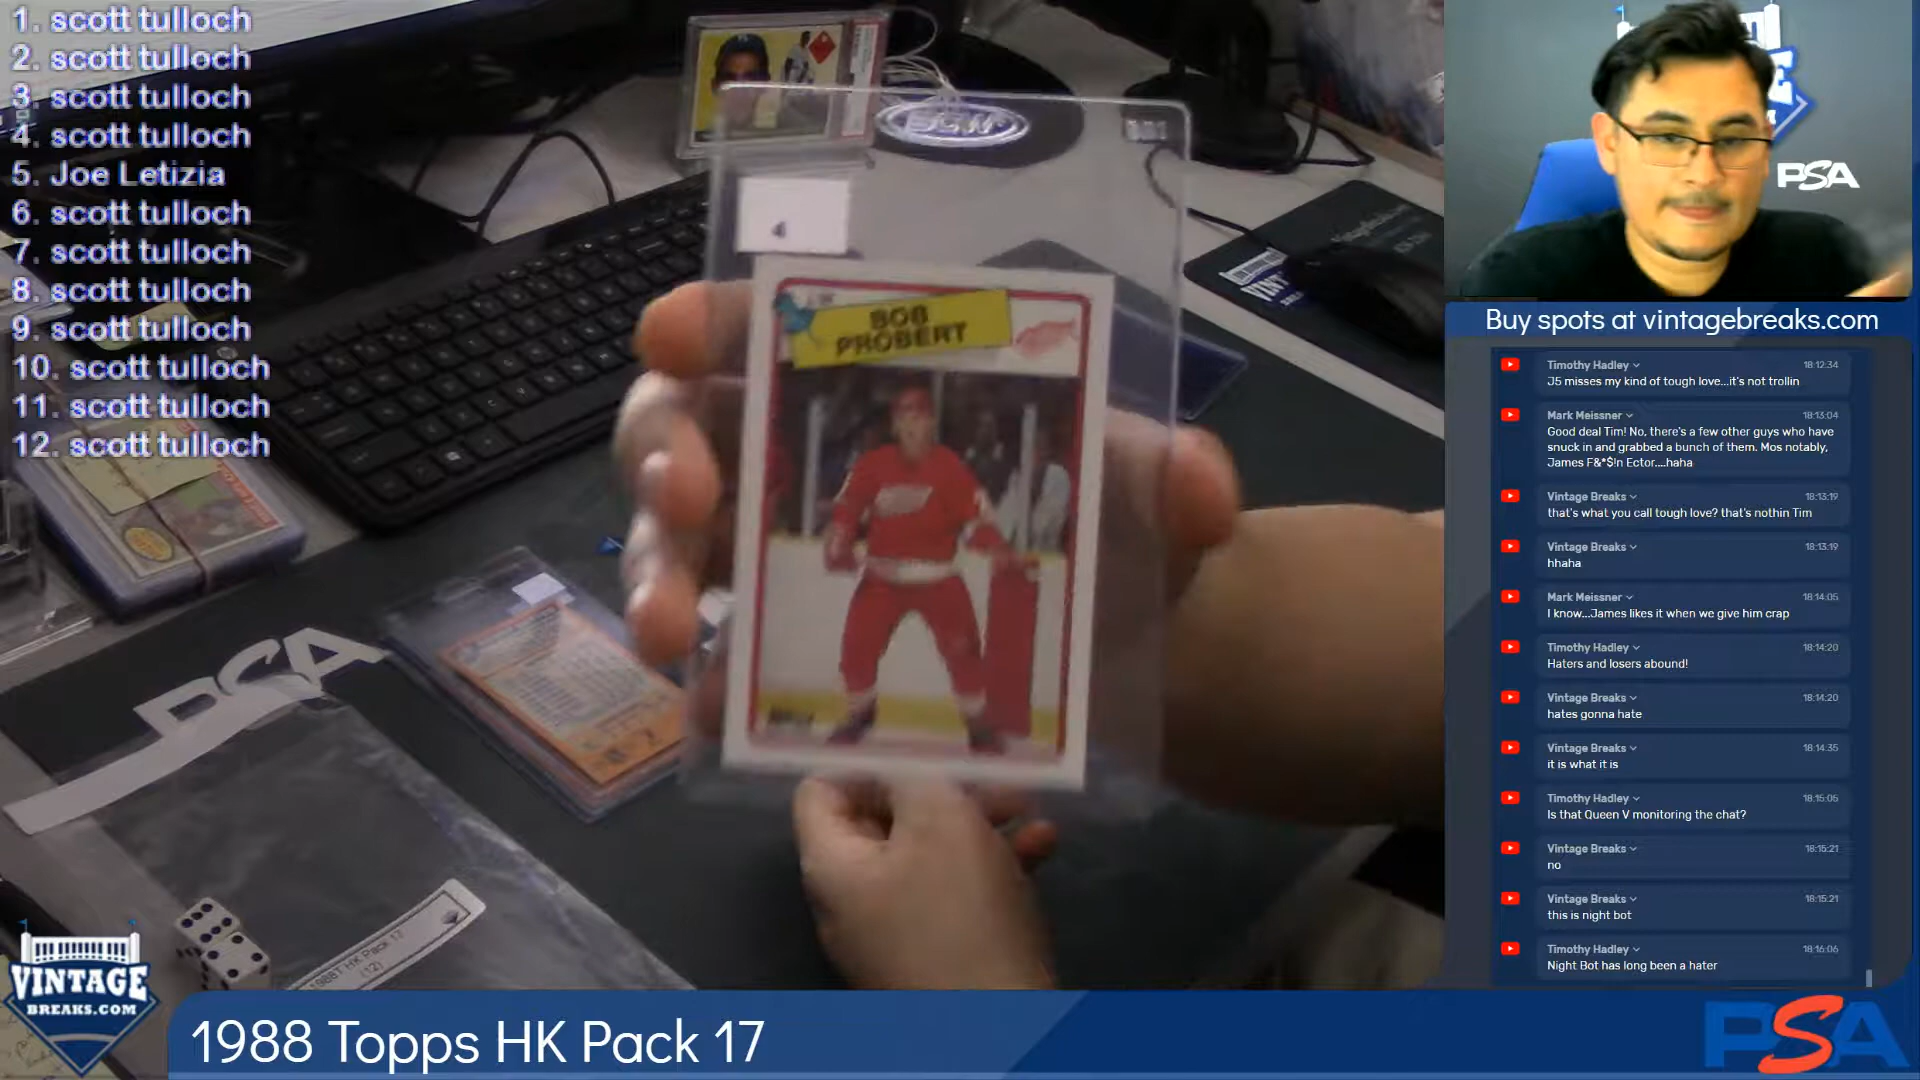 1. scott tulloch
2. scott tulloch
3. scott tulloch
4. scott tulloch
5. Joe Letizia
6. scott tulloch
7. scott tulloch
8. scott tulloch
9. scott tulloch
10. scott tulloch
11. scott tulloch
12. scott tulloch
4
BOB
PROBERT
PSA
1988T HK Pack 17
(12)
VINTAGE
BREAKS.COM
1988 Topps HK Pack 17
PSA
Buy spots at vintagebreaks.com
Timothy Hadley 18:12:34
J5 misses my kind of tough love...it's not trollin
Mark Meissner 18:13:04
Good deal Tim! No, there's a few other guys who have
snuck in and grabbed a bunch of them. Mos notably,
James F&*$!n Ector....haha
Vintage Breaks 18:13:19
that's what you call tough love? that's nothin Tim
Vintage Breaks 18:13:19
hhaha
Mark Meissner 18:14:05
I know...James likes it when we give him crap
Timothy Hadley 18:14:20
Haters and losers abound!
Vintage Breaks 18:14:20
hates gonna hate
Vintage Breaks 18:14:35
it is what it is
Timothy Hadley 18:15:05
Is that Queen V monitoring the chat?
Vintage Breaks 18:15:21
no
Vintage Breaks 18:15:21
this is night bot
Timothy Hadley 18:16:06
Night Bot has long been a hater
PSA